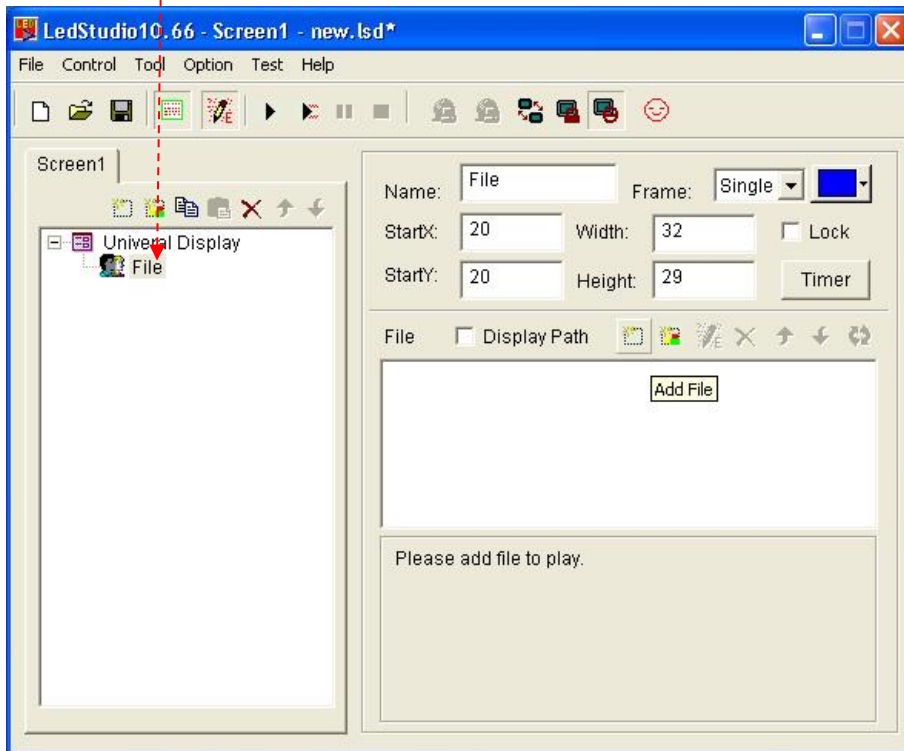 LedStudio10.66 - Screen1 - new.lsd*
File Control Tool Option Test Help
Screen1
Univeral Display
File
Name: File Frame: Single
StartX: 20 Width: 32 Lock
StartY: 20 Height: 29 Timer
File Display Path
Add File
Please add file to play.